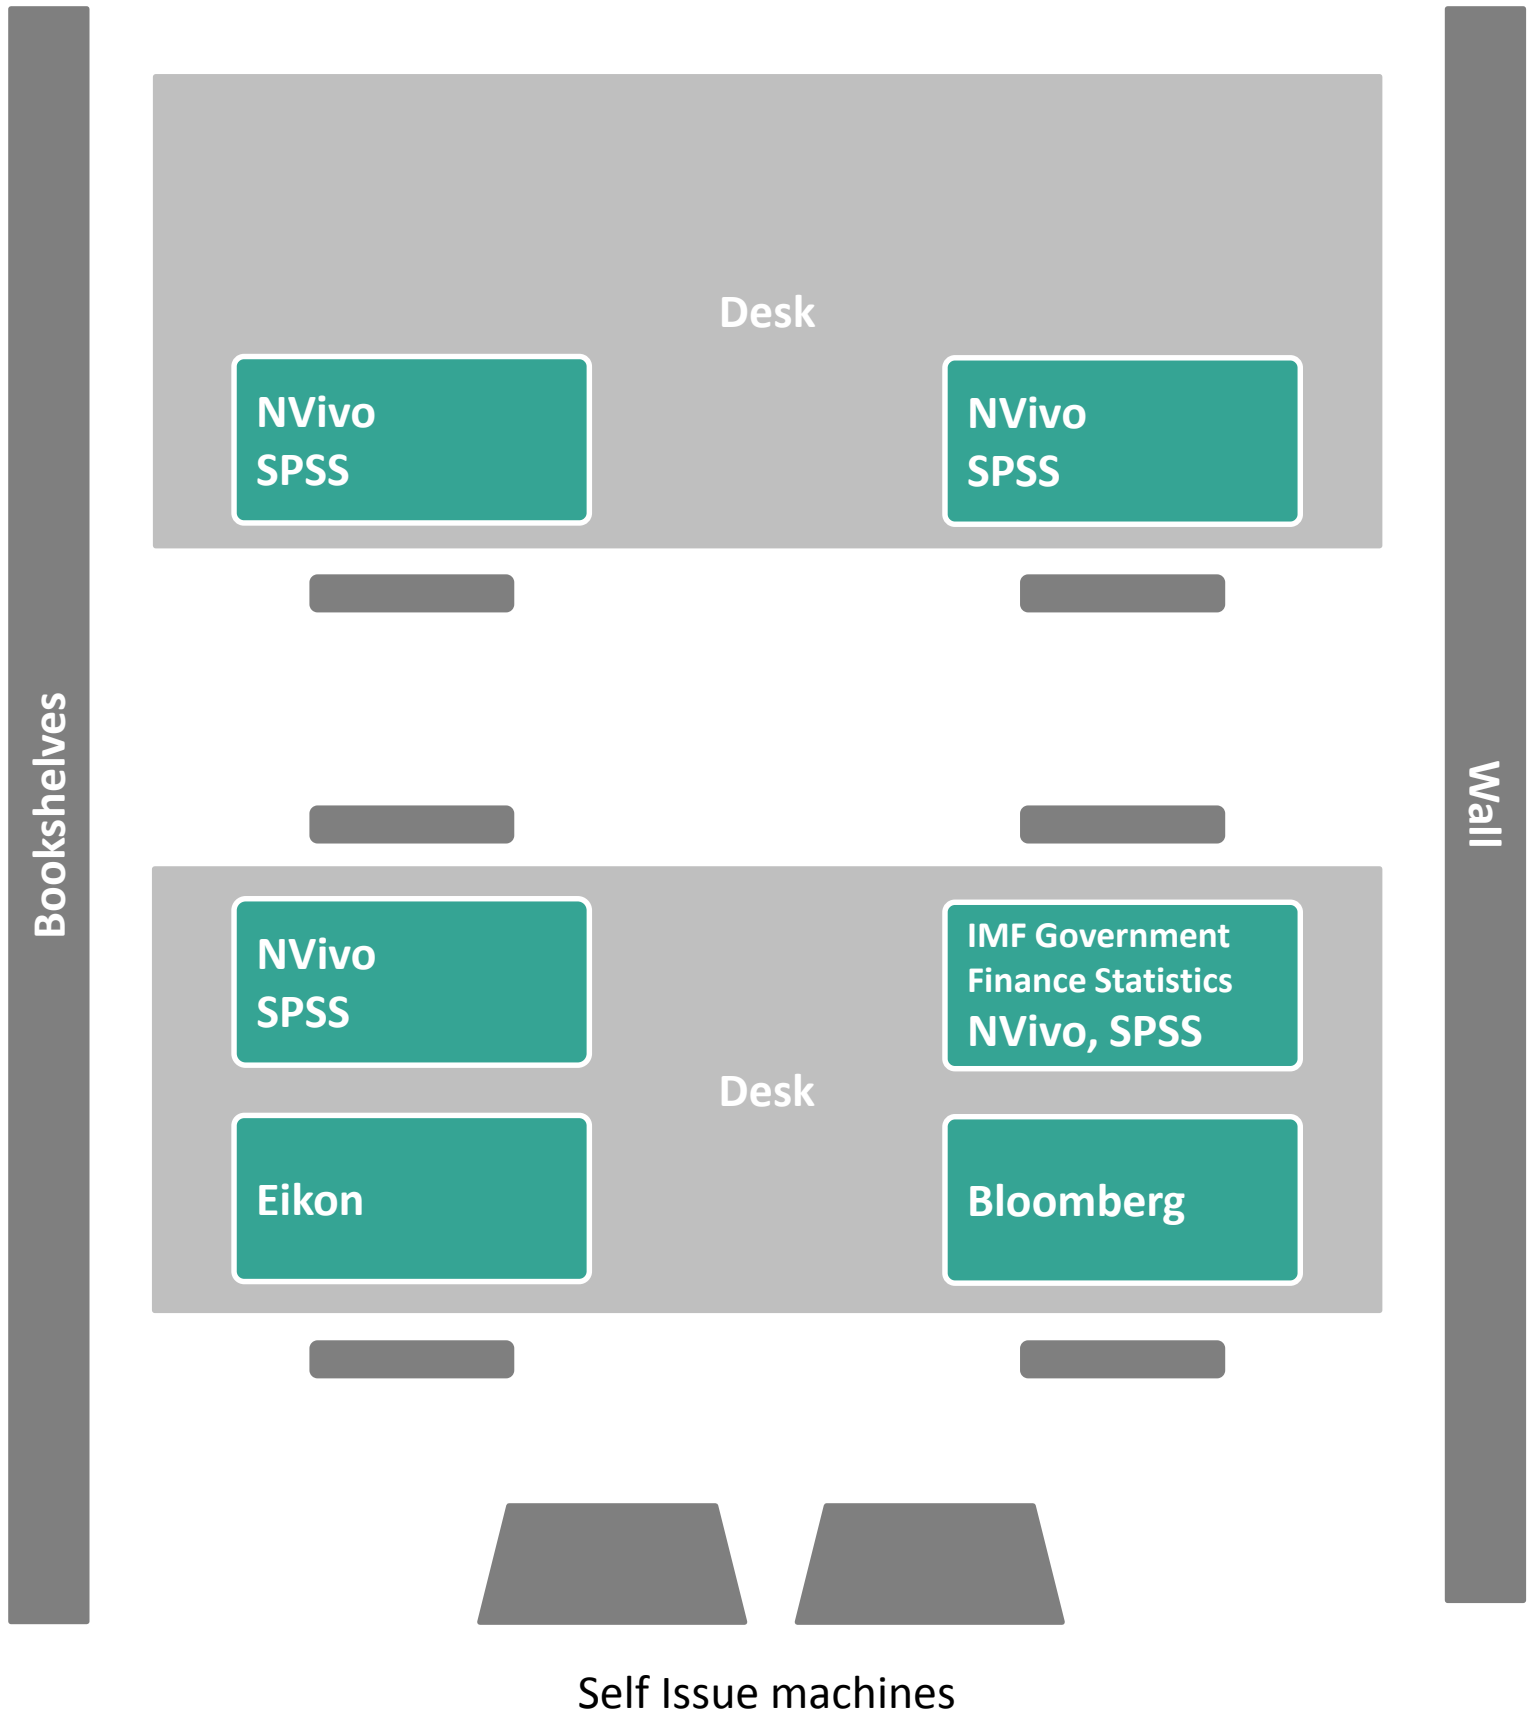 Desk
NVivo
SPSS
NVivo
SPSS
Bookshelves
Wall
NVivo
SPSS
IMF Government
Finance Statistics
NVivo, SPSS
Desk
Eikon
Bloomberg
Self Issue machines